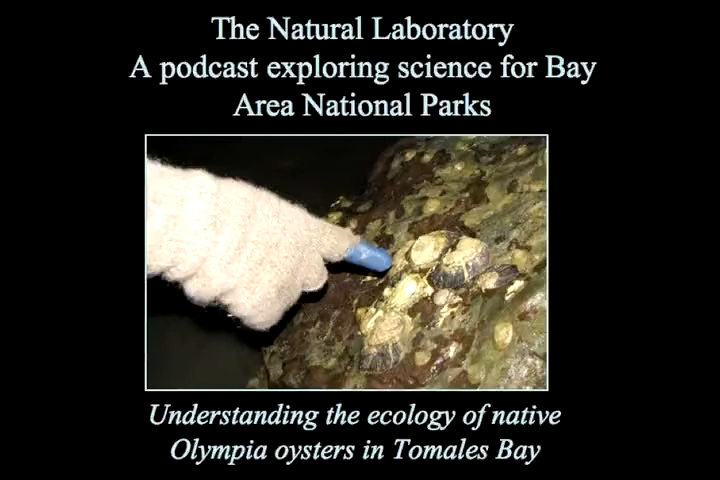 The Natural Laboratory
A podcast exploring science for Bay
Area National Parks
Understanding the ecology of native
Olympia oysters in Tomales Bay